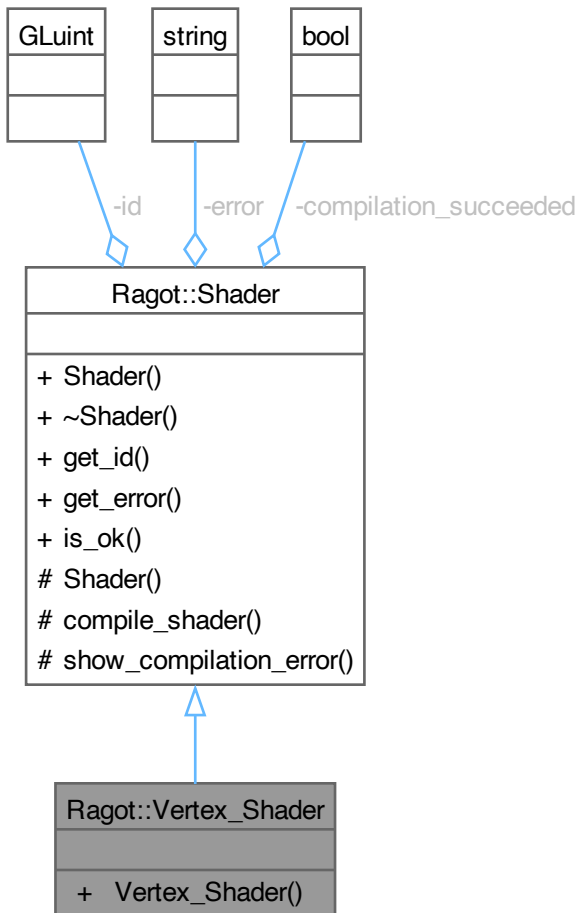 GLuint string bool
-id -error -compilation_succeeded
Ragot::Shader
+ Shader()
+ ~Shader()
+ get_id()
+ get_error()
+ is_ok()
# Shader()
# compile_shader()
# show_compilation_error()
Ragot::Vertex_Shader
+ Vertex_Shader()